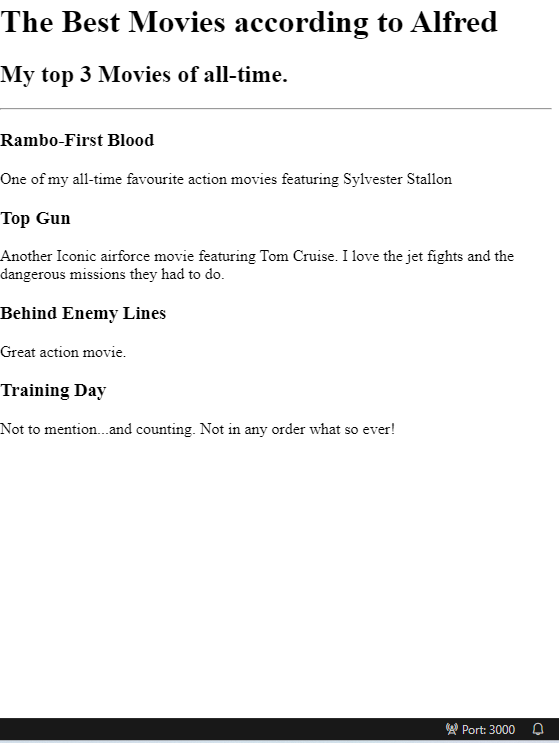 The Best Movies according to Alfred
My top 3 Movies of all-time.
Rambo-First Blood
One of my all-time favourite action movies featuring Sylvester Stallon
Top Gun
Another Iconic airforce movie featuring Tom Cruise. I love the jet fights and the
dangerous missions they had to do.
Behind Enemy Lines
Great action movie.
Training Day
Not to mention...and counting. Not in any order what so ever!
Port: 3000